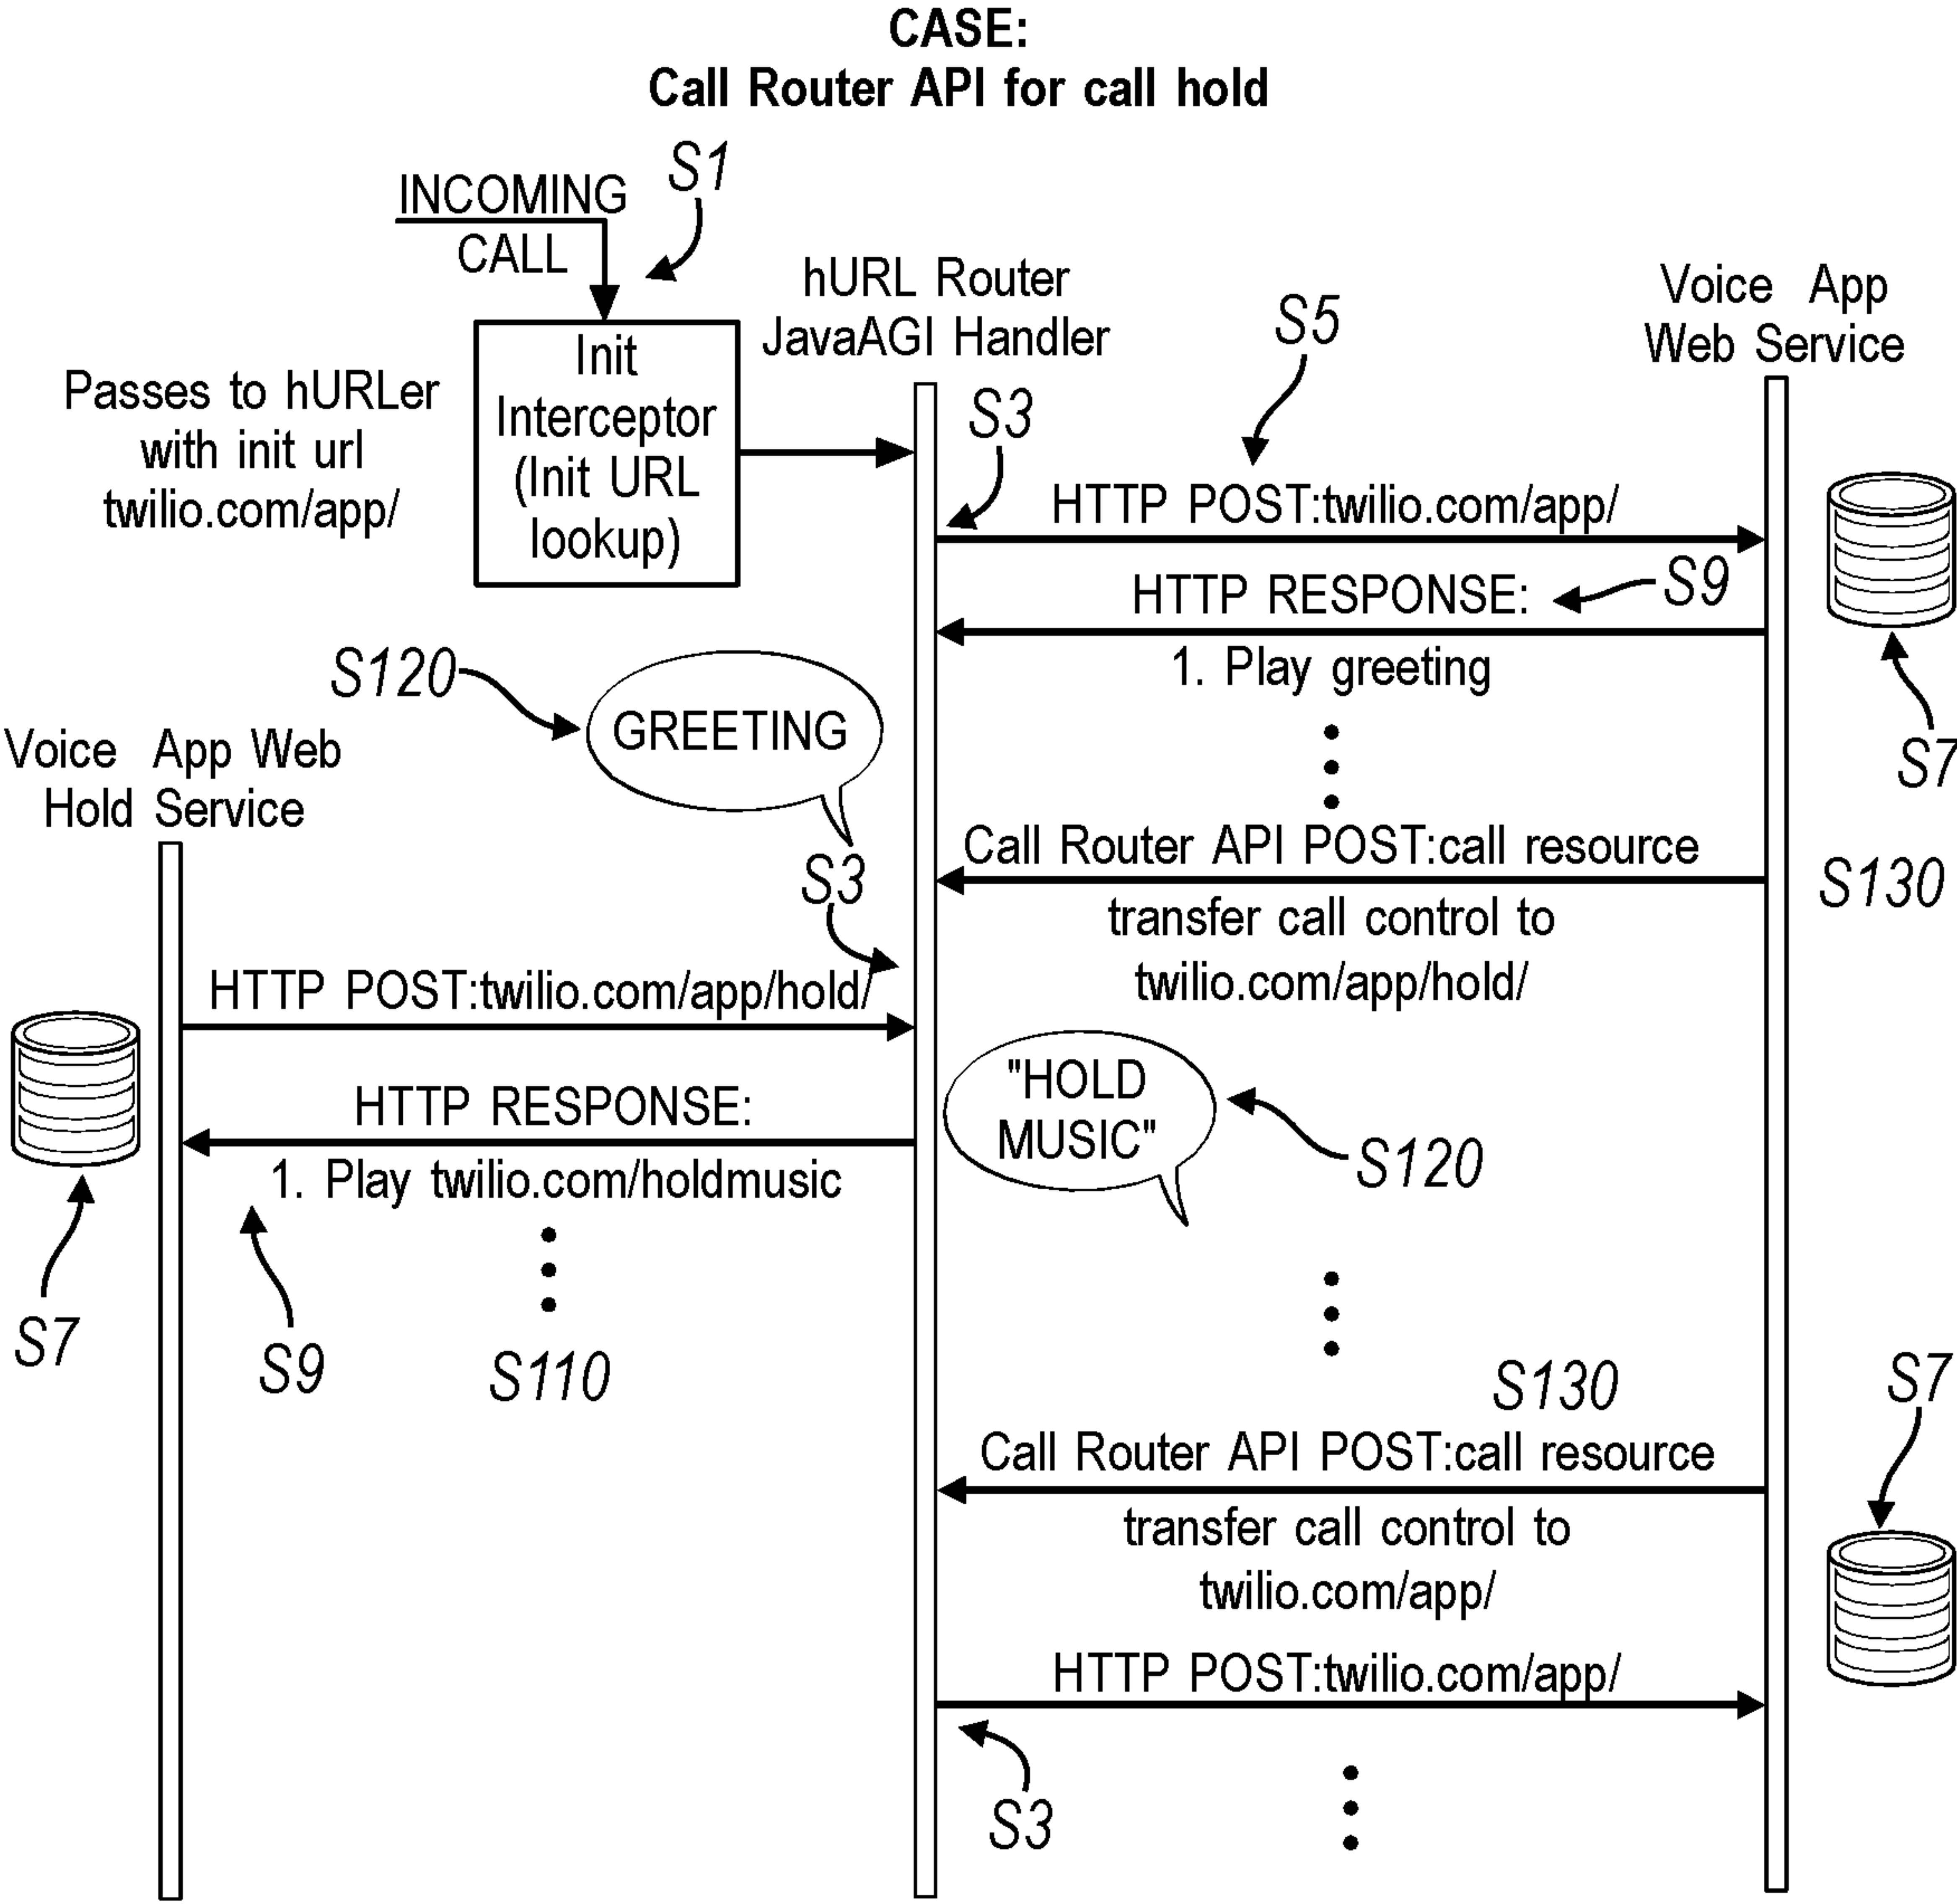 CASE:
Call Router API for call hold
S1
INCOMING
CALL
hURL Router
JavaAGI Handler
Voice App
Web Service
S5
Init
Interceptor
(Init URL
lookup)
Passes to hURLer
with init url
twilio.com/app/
S3
HTTP POST:twilio.com/app/
HTTP RESPONSE:
S9
1. Play greeting
S7
S120
GREETING
Voice App Web
Hold Service
S3
Call Router API POST:call resource
S130
transfer call control to
twilio.com/app/hold/
HTTP POST:twilio.com/app/hold/
"HOLD
MUSIC"
S120
HTTP RESPONSE:
1. Play twilio.com/holdmusic
S7
S9
S110
S130
S7
Call Router API POST:call resource
transfer call control to
twilio.com/app/
HTTP POST:twilio.com/app/
S3